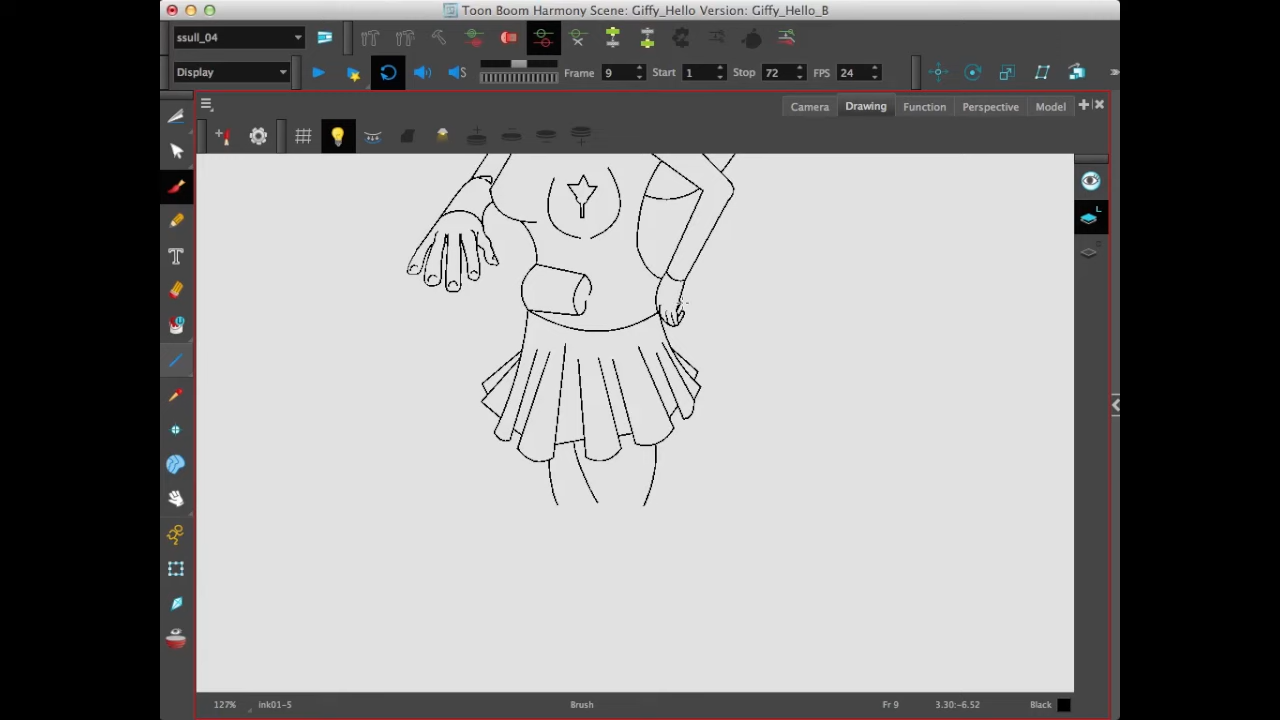 Toon Boom Harmony Scene: Giffy_Hello Version: Giffy_Hello_B
ssull_04
Display Frame 9 Start 1 Stop 72 FPS 24
Camera Drawing Function Perspective Model
L
T
127% ink01-S Brush Fr 9 3.30:-6.52 Black